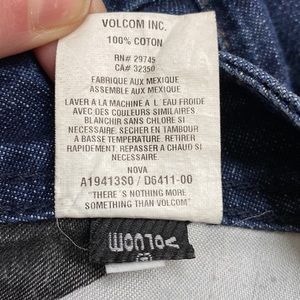 VOLCOM INC.
100% COTON
RN# 29745
CA# 32350
FABRIQUE AUX MEXIQUE
ASSEMBLE AUX MEXIQUE
LAVER A LA MACHINE A L'EAU FROIDE
AVEC DES COULEURS SIMILAIRES
BLANCHIR SANS CHLORE SI
NECESSAIRE. SECHER EN TAMBOUR
A BASSE TEMPERATURE. RETIRER
RAPIDEMENT. REPASSER A CHAUD SI
NECESSAIRE.
NOVA
A19413S0 / D6411-00
"THERE'S NOTHING MORE
SOMETHING THAN VOLCOM"
VOLCOM